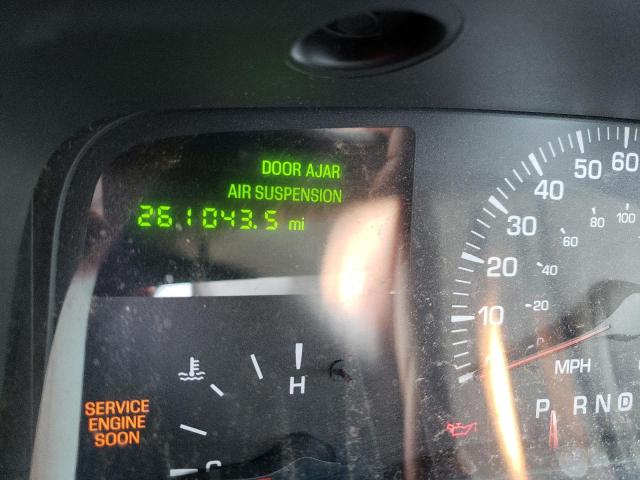 DOOR AJAR
AIR SUSPENSION
261043.5 mi
60
50
40
30
20
10
100
80
60
40
20
MPH
H
SERVICE
ENGINE
SOON
C
P R N D